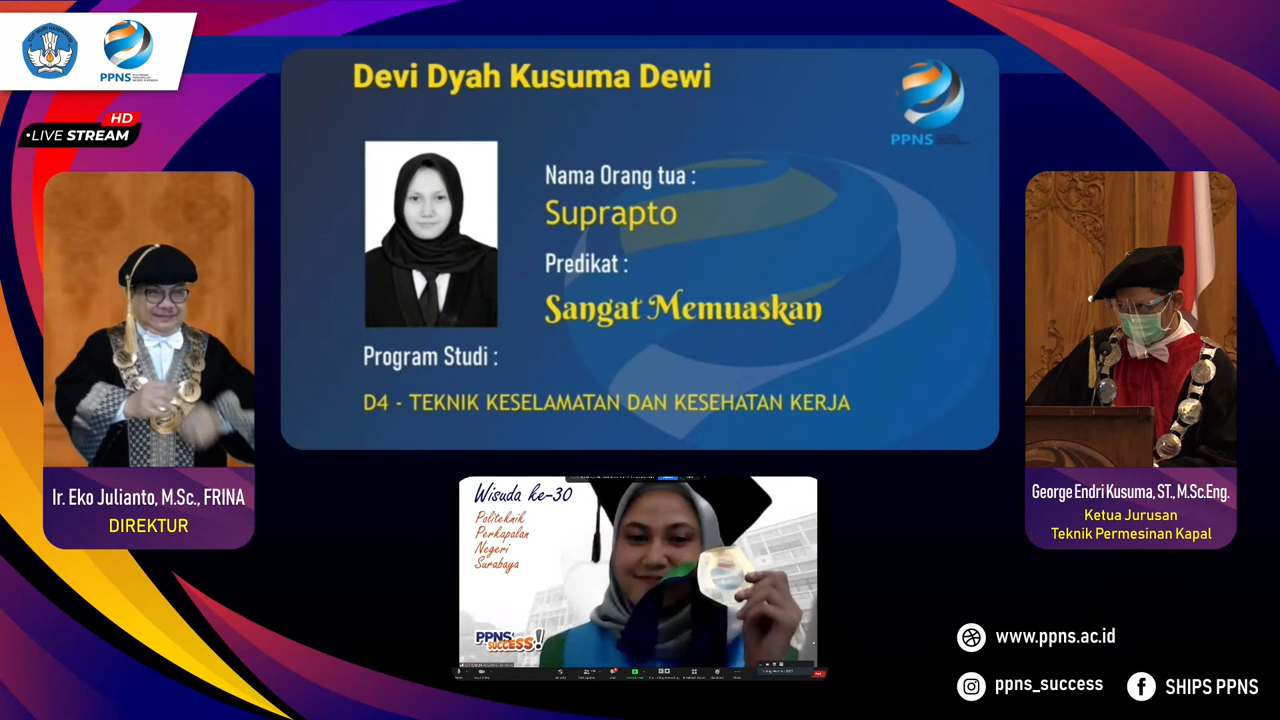 PPNS
HD
LIVE STREAM
Devi Dyah Kusuma Dewi
PPNS
Nama Orang tua :
Suprapto
Predikat :
Sangat Memuaskan
Program Studi :
D4 - TEKNIK KESELAMATAN DAN KESEHATAN KERJA
Ir. Eko Julianto, M.Sc., FRINA
DIREKTUR
George Endri Kusuma, ST., M.Sc.Eng.
Ketua Jurusan
Teknik Permesinan Kapal
Wisuda ke-30
Politeknik
Perkapalan
Negeri
Surabaya
PPNS
SUCCESS!
www.ppns.ac.id
ppns_success
SHIPS PPNS